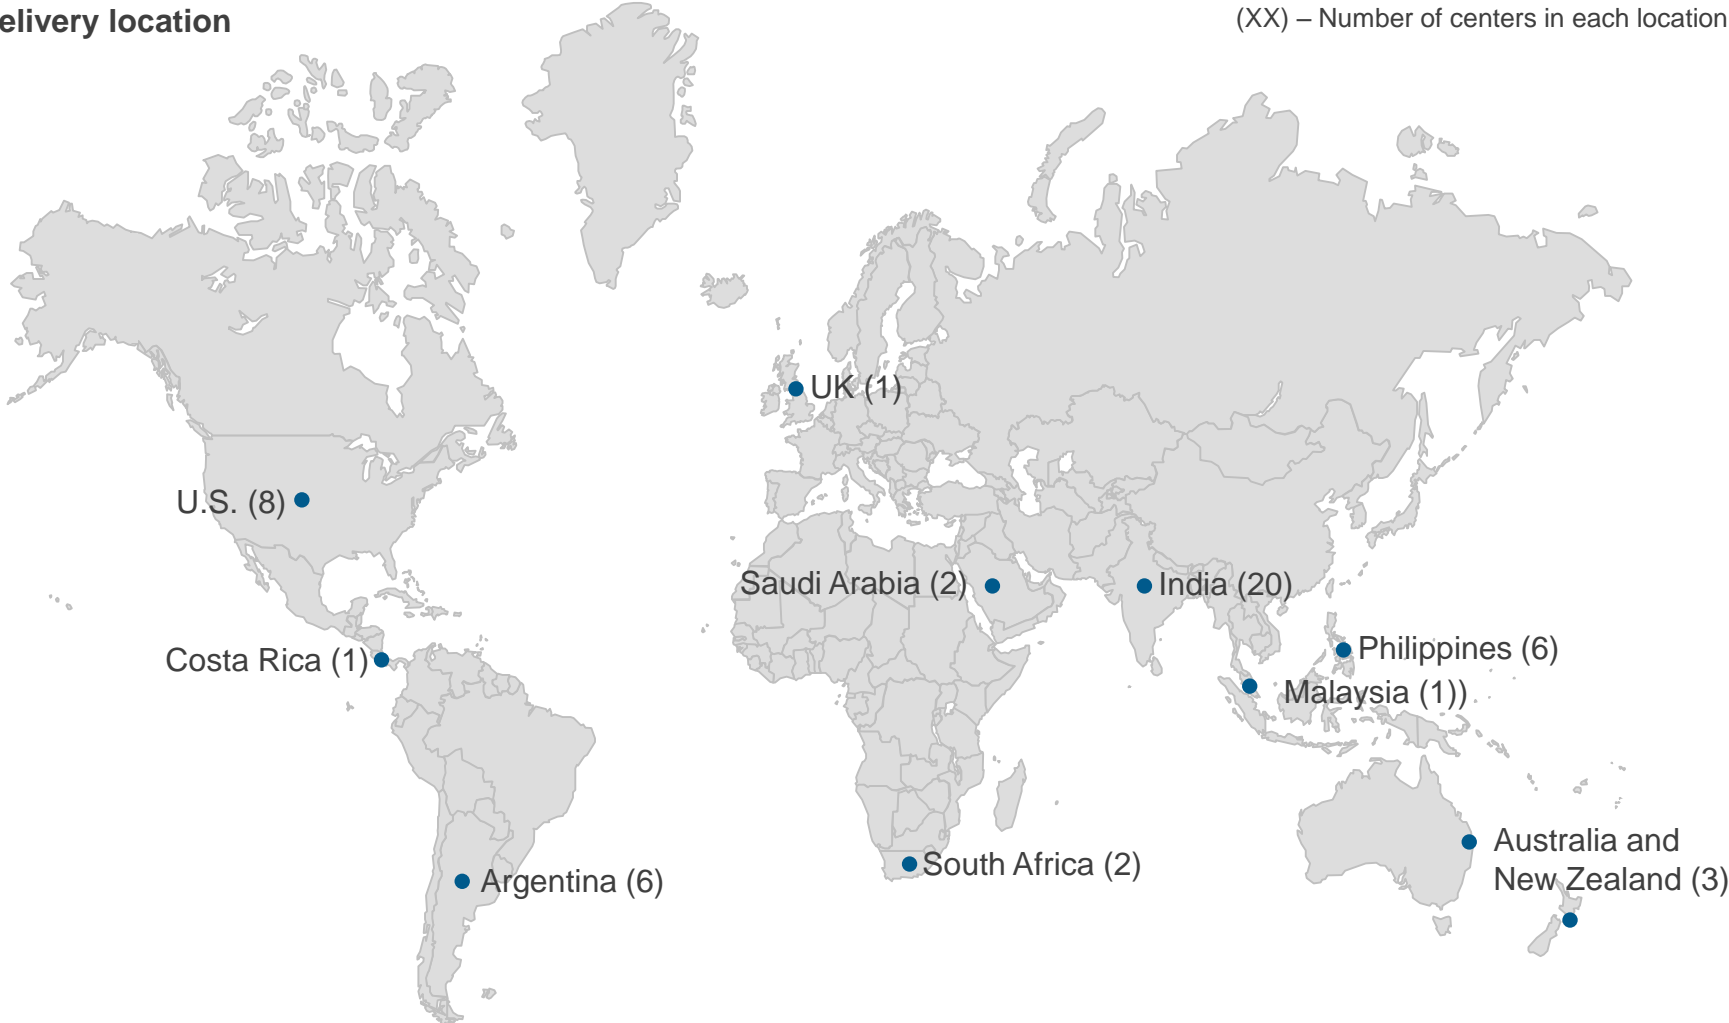 elivery location
(XX) – Number of centers in each location
UK (1)
U.S. (8)
Saudi Arabia (2)
India (20)
Philippines (6)
Costa Rica (1)
Malaysia (1))
Australia and
New Zealand (3)
South Africa (2)
Argentina (6)